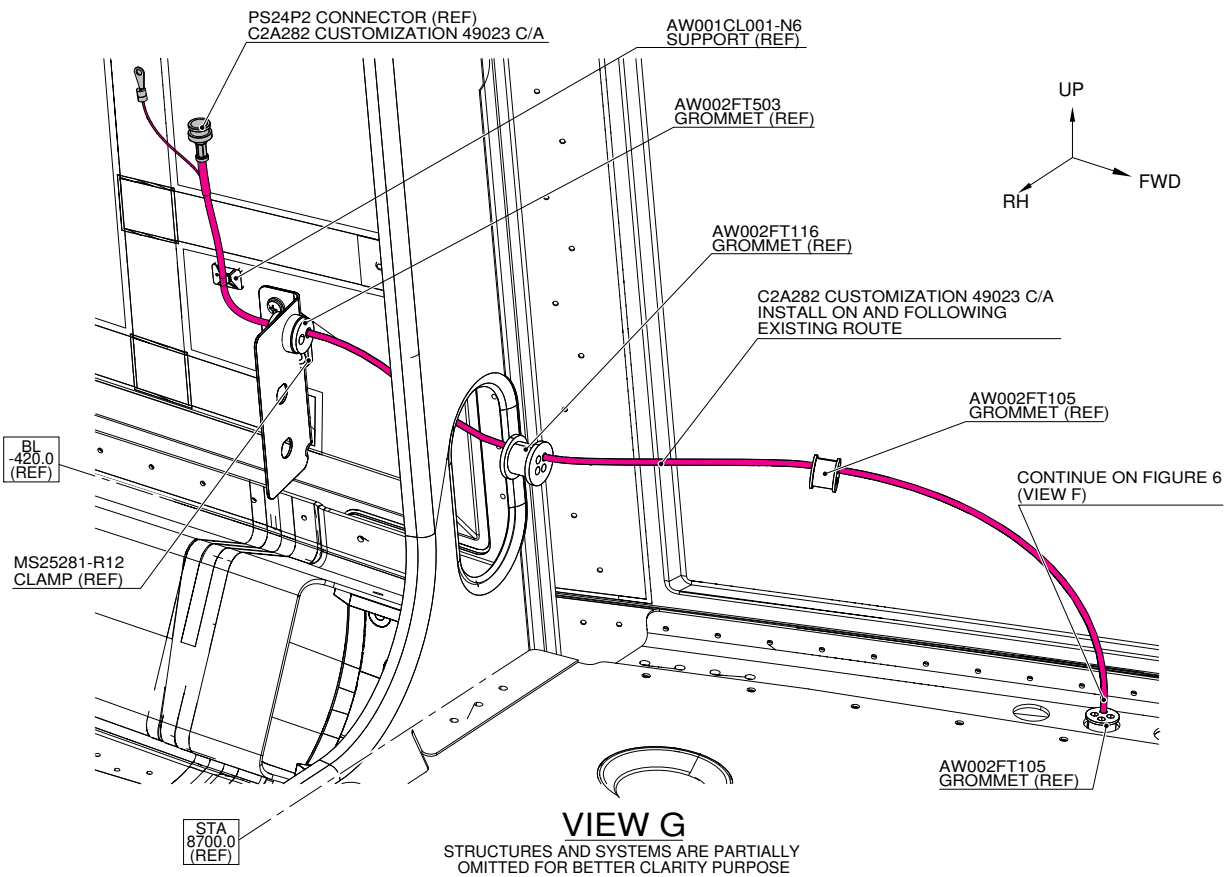 PS24P2 CONNECTOR (REF)
C2A282 CUSTOMIZATION 49023 C/A
AW001CL001-N6
SUPPORT (REF)
AW002FT503
GROMMET (REF)
UP
FWD
RH
AW002FT116
GROMMET (REF)
C2A282 CUSTOMIZATION 49023 C/A
INSTALL ON AND FOLLOWING
EXISTING ROUTE
AW002FT105
GROMMET (REF)
BL
-420.0
(REF)
CONTINUE ON FIGURE 6
(VIEW F)
MS25281-R12
CLAMP (REF)
AW002FT105
GROMMET (REF)
STA
8700.0
(REF)
VIEW G
STRUCTURES AND SYSTEMS ARE PARTIALLY
OMITTED FOR BETTER CLARITY PURPOSE